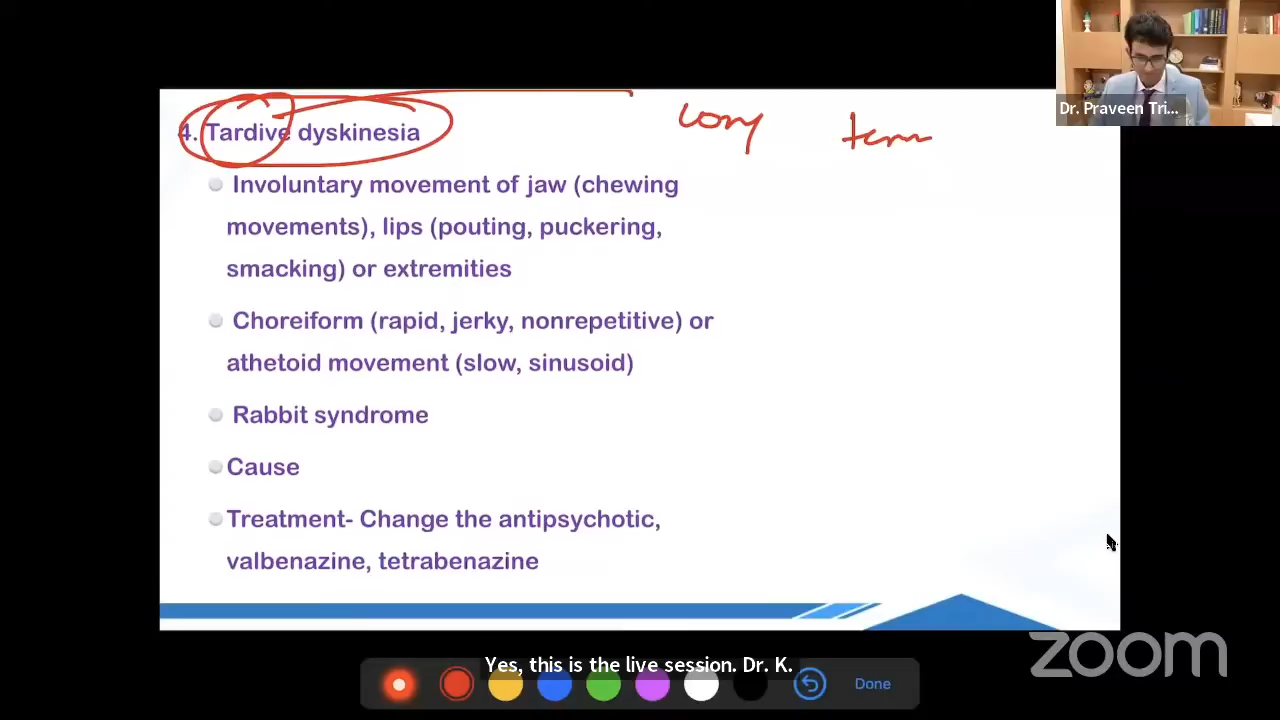 Dr. Praveen Tri...
long term
4. Tardive dyskinesia
Involuntary movement of jaw (chewing
movements), lips (pouting, puckering,
smacking) or extremities
Choreiform (rapid, jerky, nonrepetitive) or
athetoid movement (slow, sinusoid)
Rabbit syndrome
Cause
Treatment- Change the antipsychotic,
valbenazine, tetrabenazine
zoom
Yes, this is the live session. Dr. K.
Done